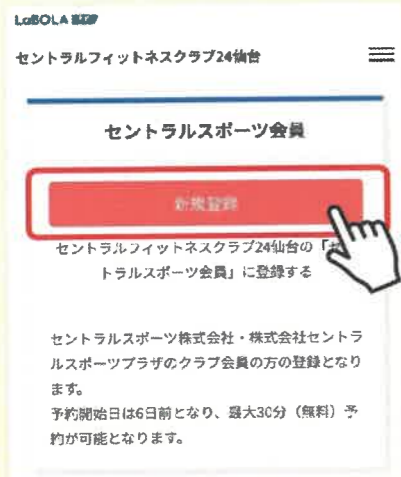 LaBOLA
セントラルフィットネスクラブ24仙台
セントラルスポーツ会員
新規登録
セントラルフィットネスクラブ24仙台の「セ
トラルスポーツ会員」に登録する
セントラルスポーツ株式会社・株式会社セントラ
ルスポーツプラザのクラブ会員の方の登録となり
ます。
予約開始日は6日前となり、最大30分（無料）予
約が可能となります。